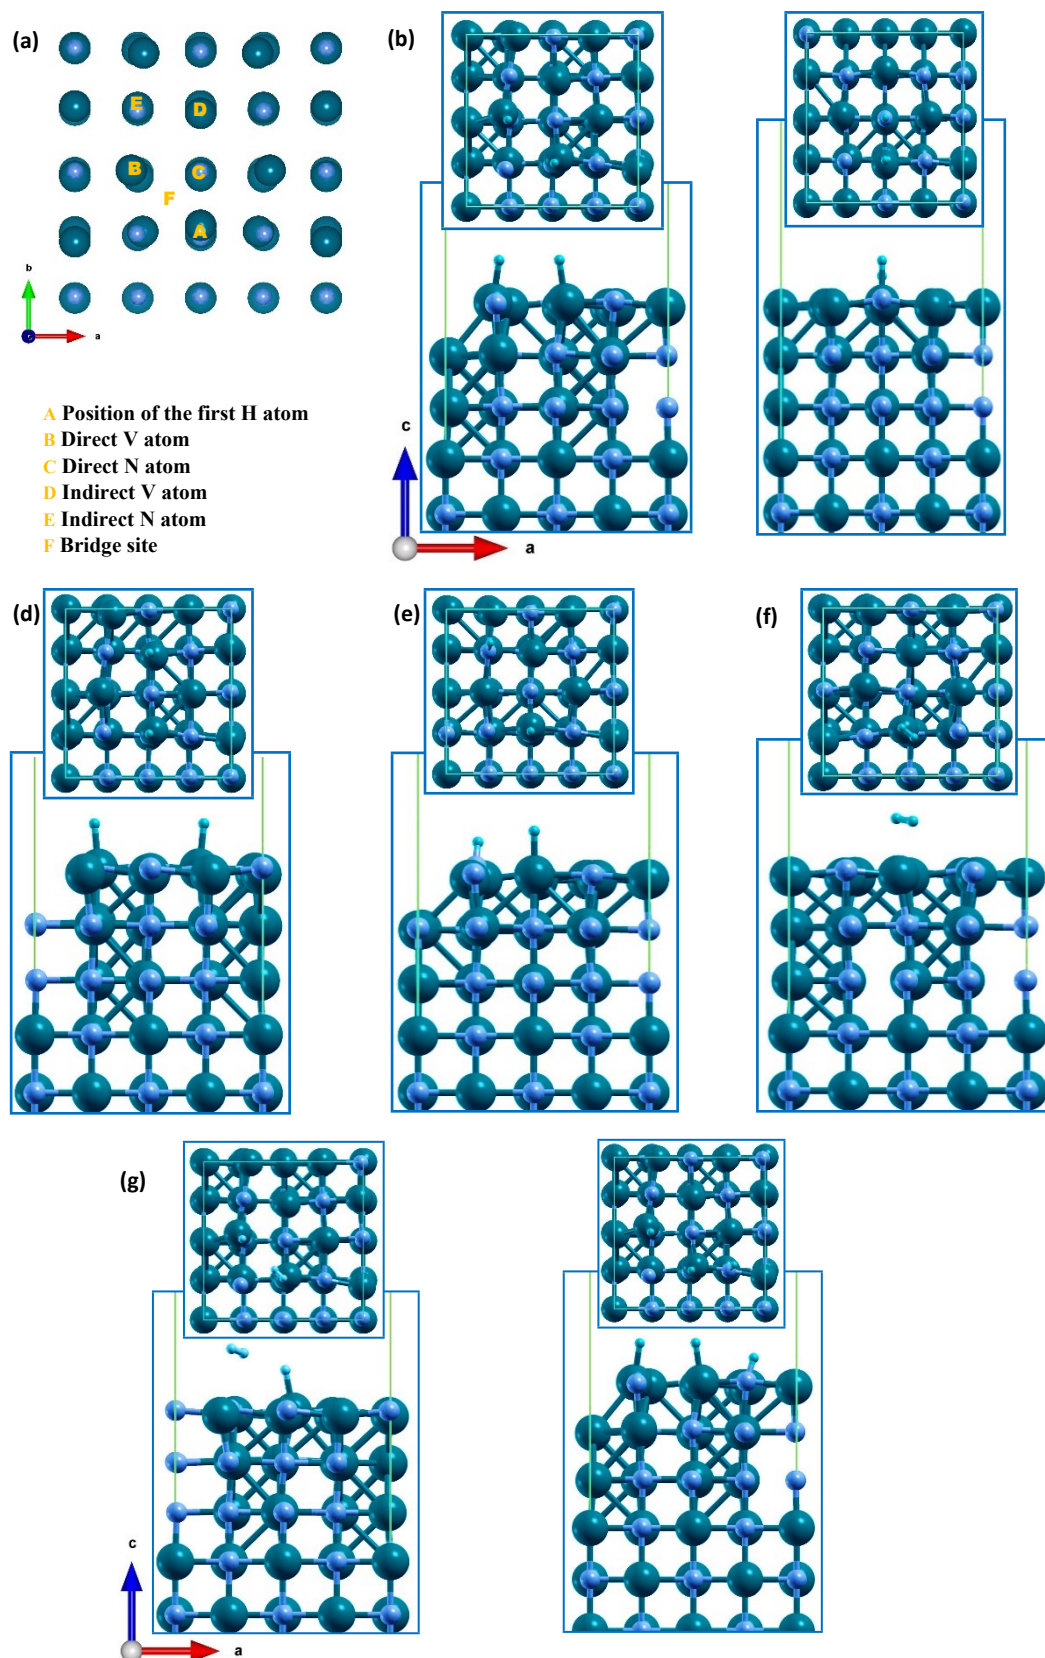 (a)
E
D
B
C
F
A
b
a
A Position of the first H atom
B Direct V atom
C Direct N atom
D Indirect V atom
E Indirect N atom
F Bridge site
(b)
c
a
(d)
(e)
(f)
(g)
c
a